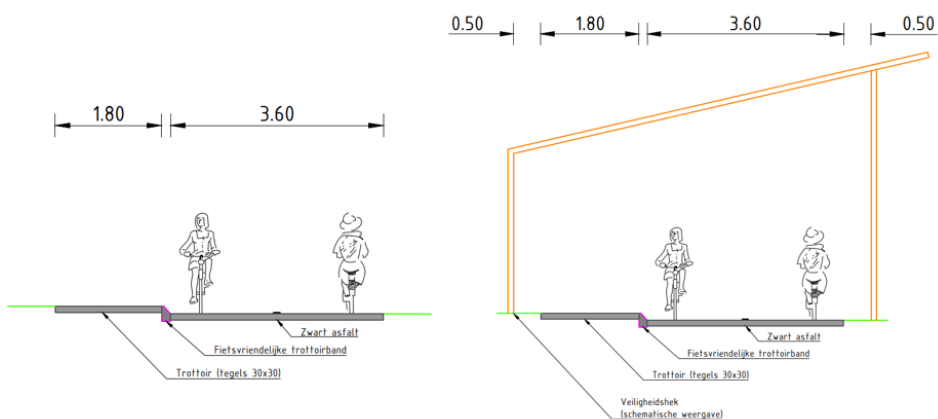 1.80 3.60
Zwart asfalt
Fietsvriendelijke trottoirband
Trottoir (tegels 30x30)
0.50 1.80 3.60 0.50
Zwart asfalt
Fietsvriendelijke trottoirband
Trottoir (tegels 30x30)
Veiligheidshek
(schematische weergave)